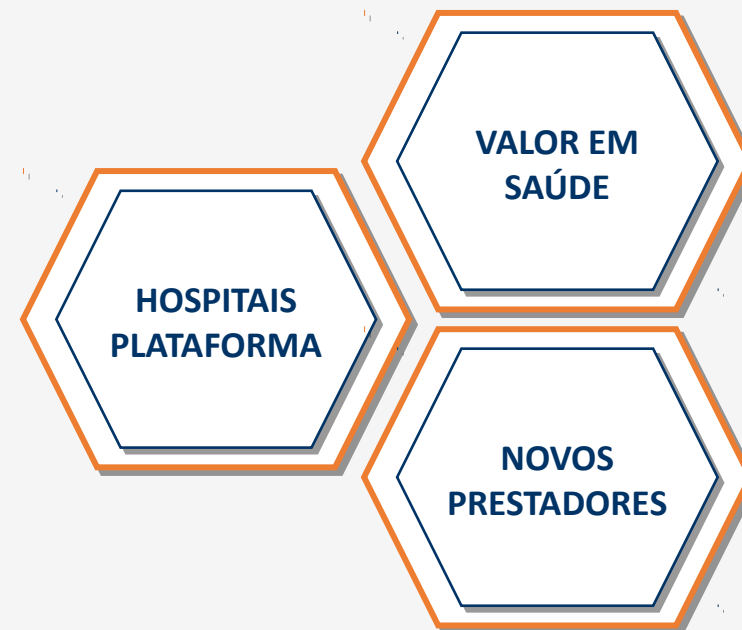 VALOR EM
SAÚDE
HOSPITAIS
PLATAFORMA
NOVOS
PRESTADORES